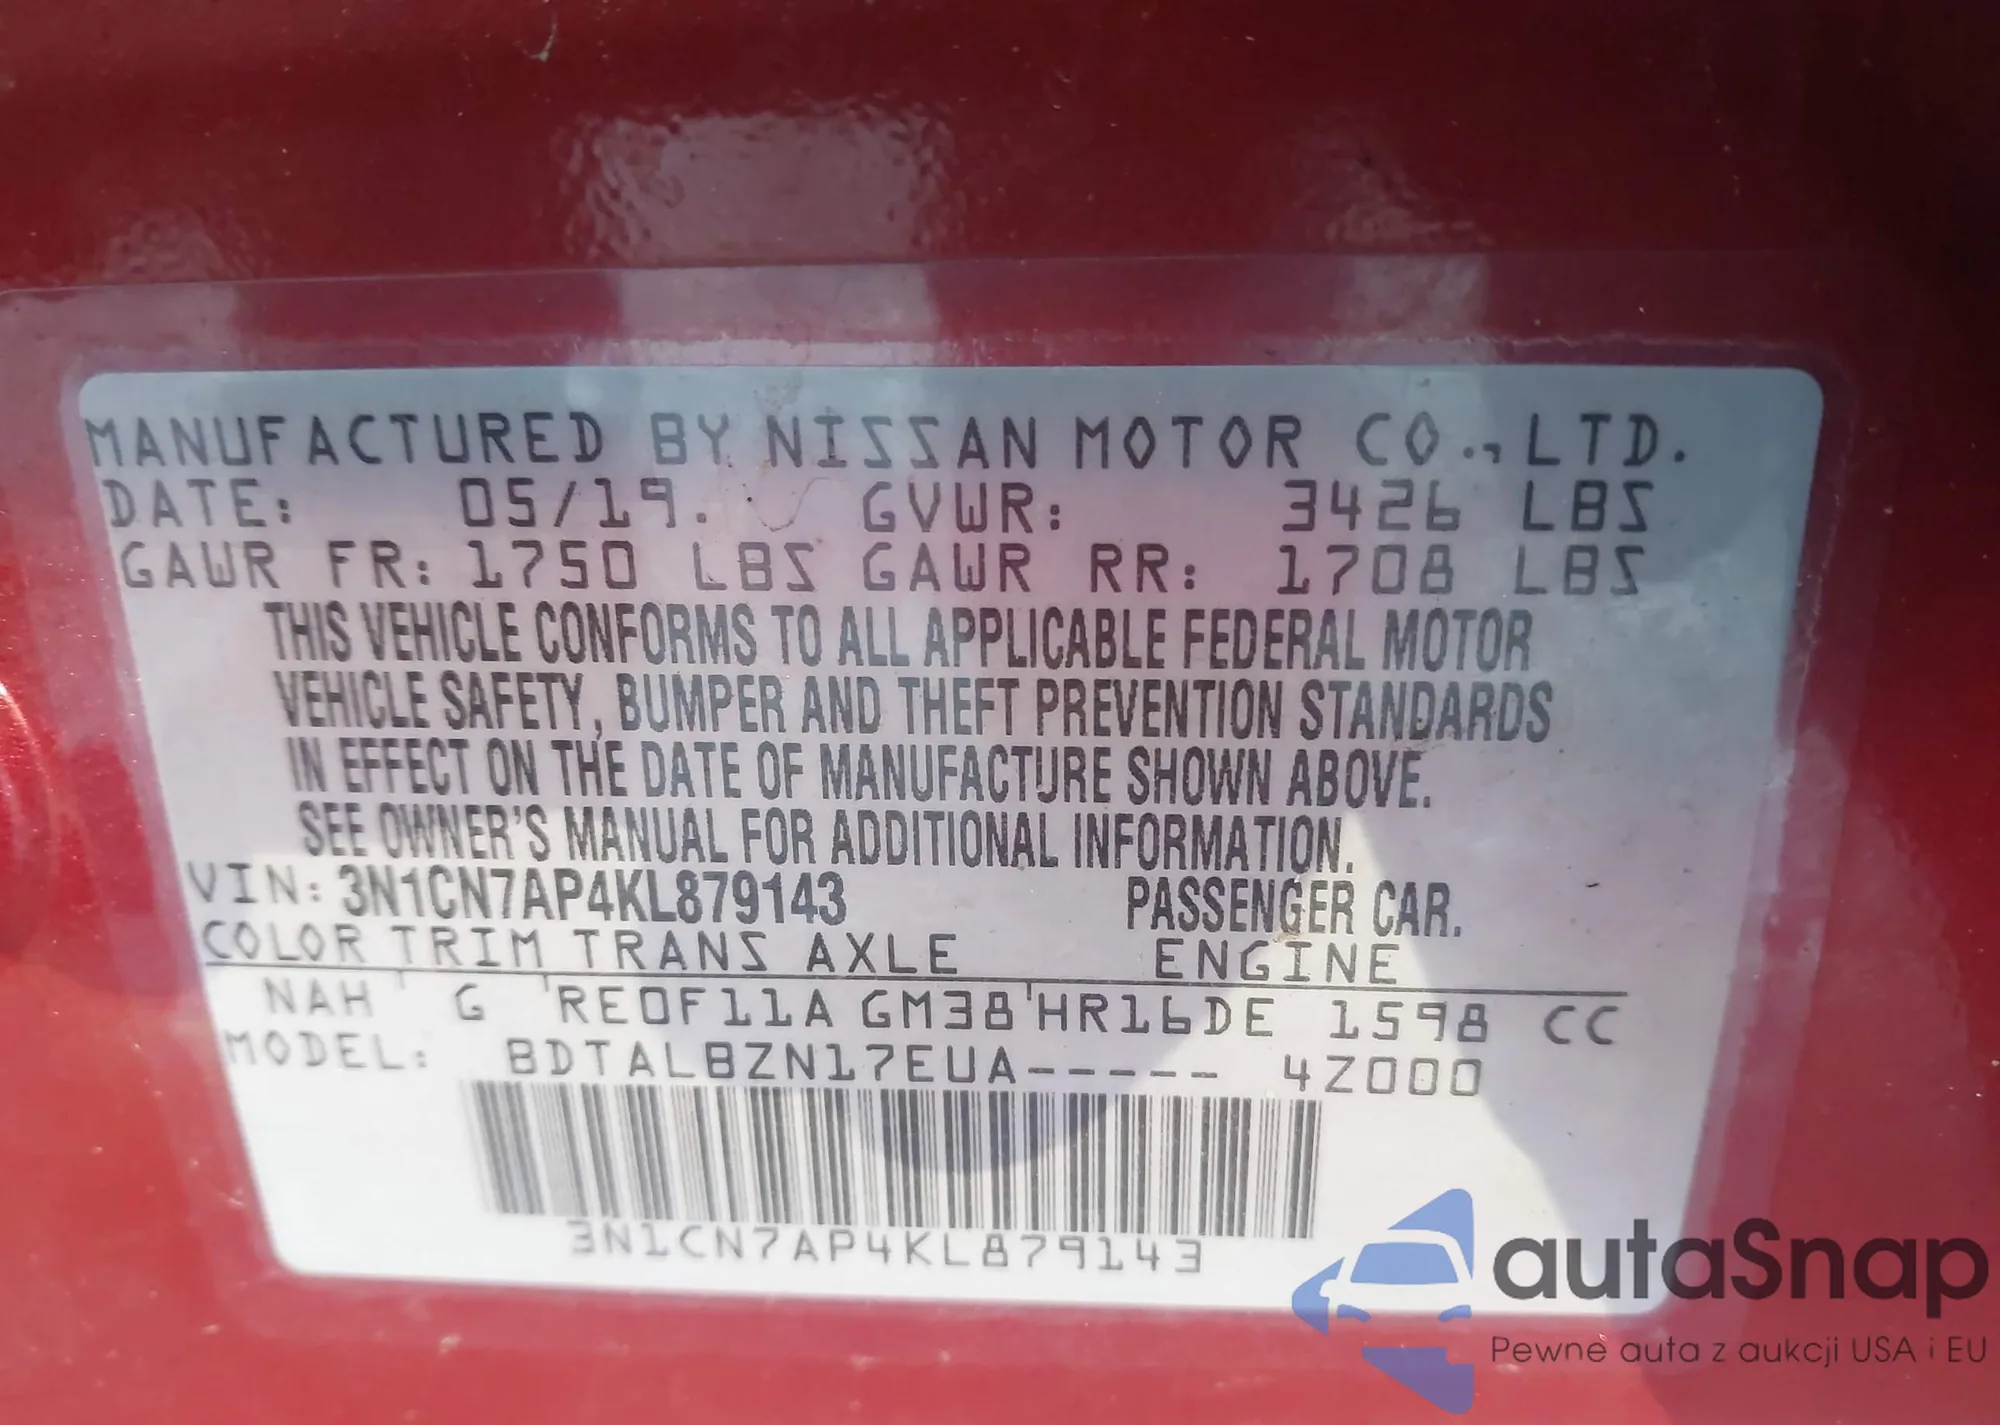 MANUFACTURED BY NISSAN MOTOR CO., LTD.
DATE: 05/19. GVWR: 3426 LBS
GAWR FR: 1750 LBS GAWR RR: 1708 LBS
THIS VEHICLE CONFORMS TO ALL APPLICABLE FEDERAL MOTOR
VEHICLE SAFETY, BUMPER AND THEFT PREVENTION STANDARDS
IN EFFECT ON THE DATE OF MANUFACTURE SHOWN ABOVE.
SEE OWNER'S MANUAL FOR ADDITIONAL INFORMATION.
VIN: 3N1CN7AP4KL879143 PASSENGER CAR.
COLOR TRIM TRANS AXLE ENGINE
NAH G RE0F11A GM38 HR16DE 1598 CC
MODEL: BDTALBZN17EUA----- 4Z000
3N1CN7AP4KL879143
autaSnap
Pewne auta z aukcji USA i EU